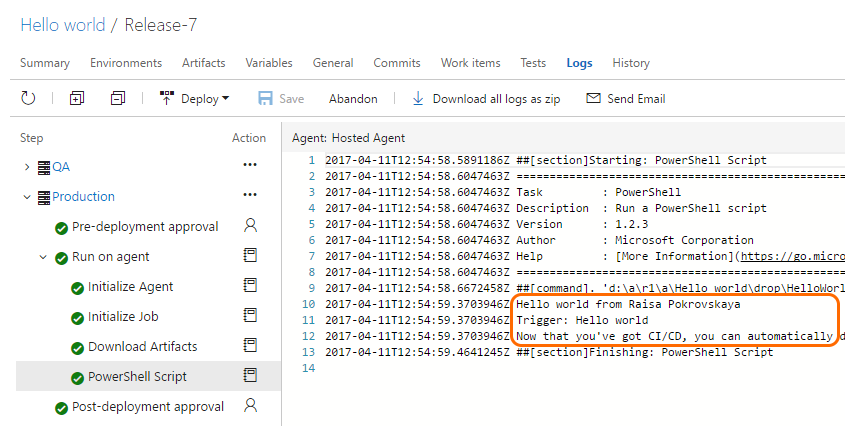 Hello world / Release-7
Summary Environments Artifacts Variables General Commits Work items Tests Logs History
Deploy Save Abandon Download all logs as zip Send Email
Step Action
QA
Production
Pre-deployment approval
Run on agent
Initialize Agent
Initialize Job
Download Artifacts
PowerShell Script
Post-deployment approval
Agent: Hosted Agent
1 2017-04-11T12:54:58.5891186Z ##[section]Starting: PowerShell Script
2 2017-04-11T12:54:58.6047463Z ==================================================
3 2017-04-11T12:54:58.6047463Z Task : PowerShell
4 2017-04-11T12:54:58.6047463Z Description : Run a PowerShell script
5 2017-04-11T12:54:58.6047463Z Version : 1.2.3
6 2017-04-11T12:54:58.6047463Z Author : Microsoft Corporation
7 2017-04-11T12:54:58.6047463Z Help : [More Information](https://go.micro
8 2017-04-11T12:54:58.6047463Z ==================================================
9 2017-04-11T12:54:58.6672458Z ##[command]. 'd:\a\r1\a\Hello world\drop\HelloWorl
10 2017-04-11T12:54:59.3703946Z Hello world from Raisa Pokrovskaya
11 2017-04-11T12:54:59.3703946Z Trigger: Hello world
12 2017-04-11T12:54:59.3703946Z Now that you've got CI/CD, you can automatically d
13 2017-04-11T12:54:59.4641245Z ##[section]Finishing: PowerShell Script
14